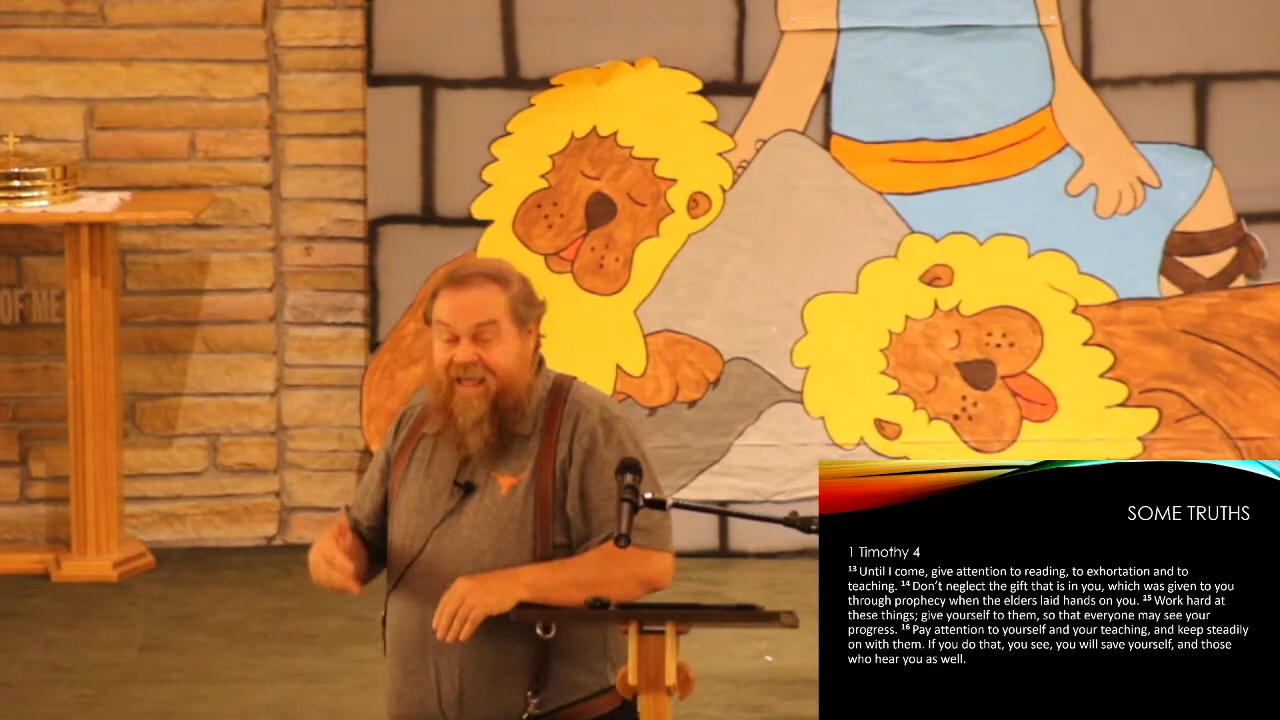 OF ME
SOME TRUTHS
1 Timothy 4
13 Until I come, give attention to reading, to exhortation and to
teaching. 14 Don't neglect the gift that is in you, which was given to you
through prophecy when the elders laid hands on you. 15 Work hard at
these things; give yourself to them, so that everyone may see your
progress. 16 Pay attention to yourself and your teaching, and keep steadily
on with them. If you do that, you see, you will save yourself, and those
who hear you as well.